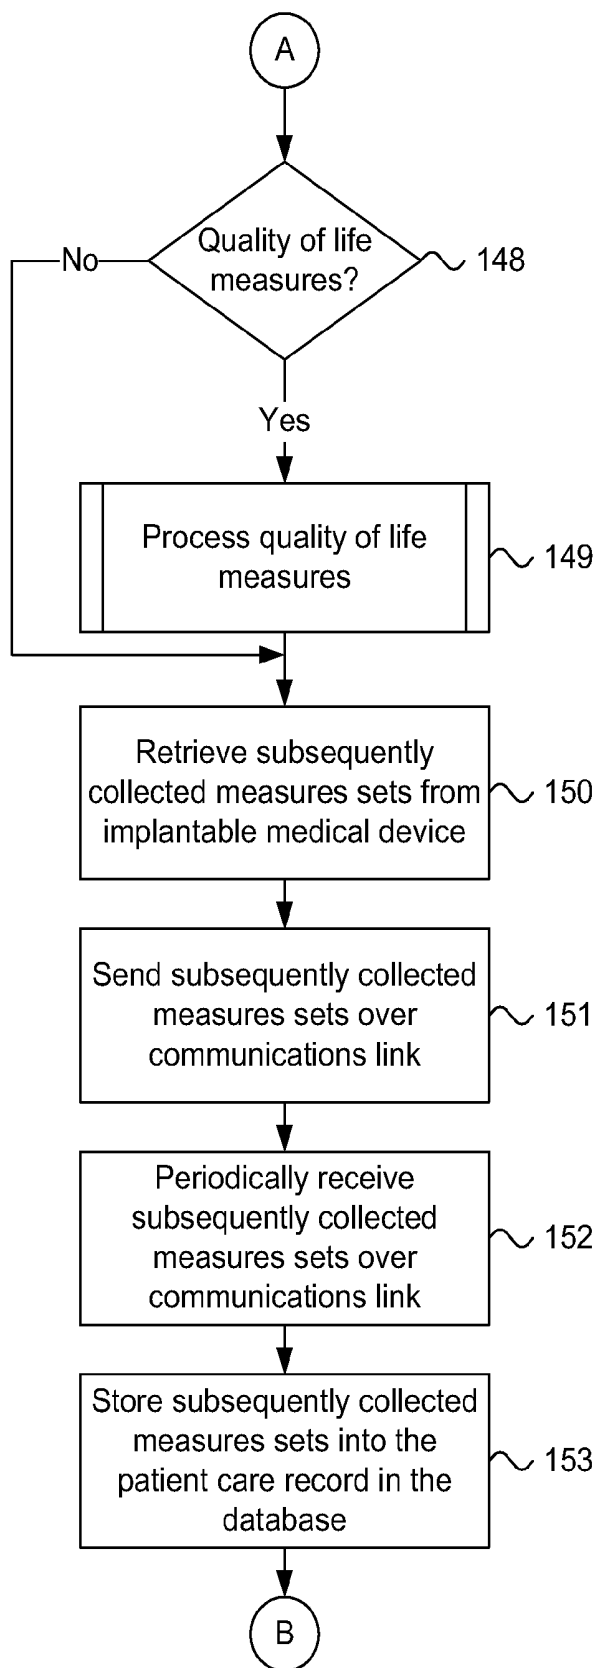 A
Quality of life
measures?
148
No
Yes
Process quality of life
measures
149
Retrieve subsequently
collected measures sets from
implantable medical device
150
Send subsequently collected
measures sets over
communications link
151
Periodically receive
subsequently collected
measures sets over
communications link
152
Store subsequently collected
measures sets into the
patient care record in the
database
153
B